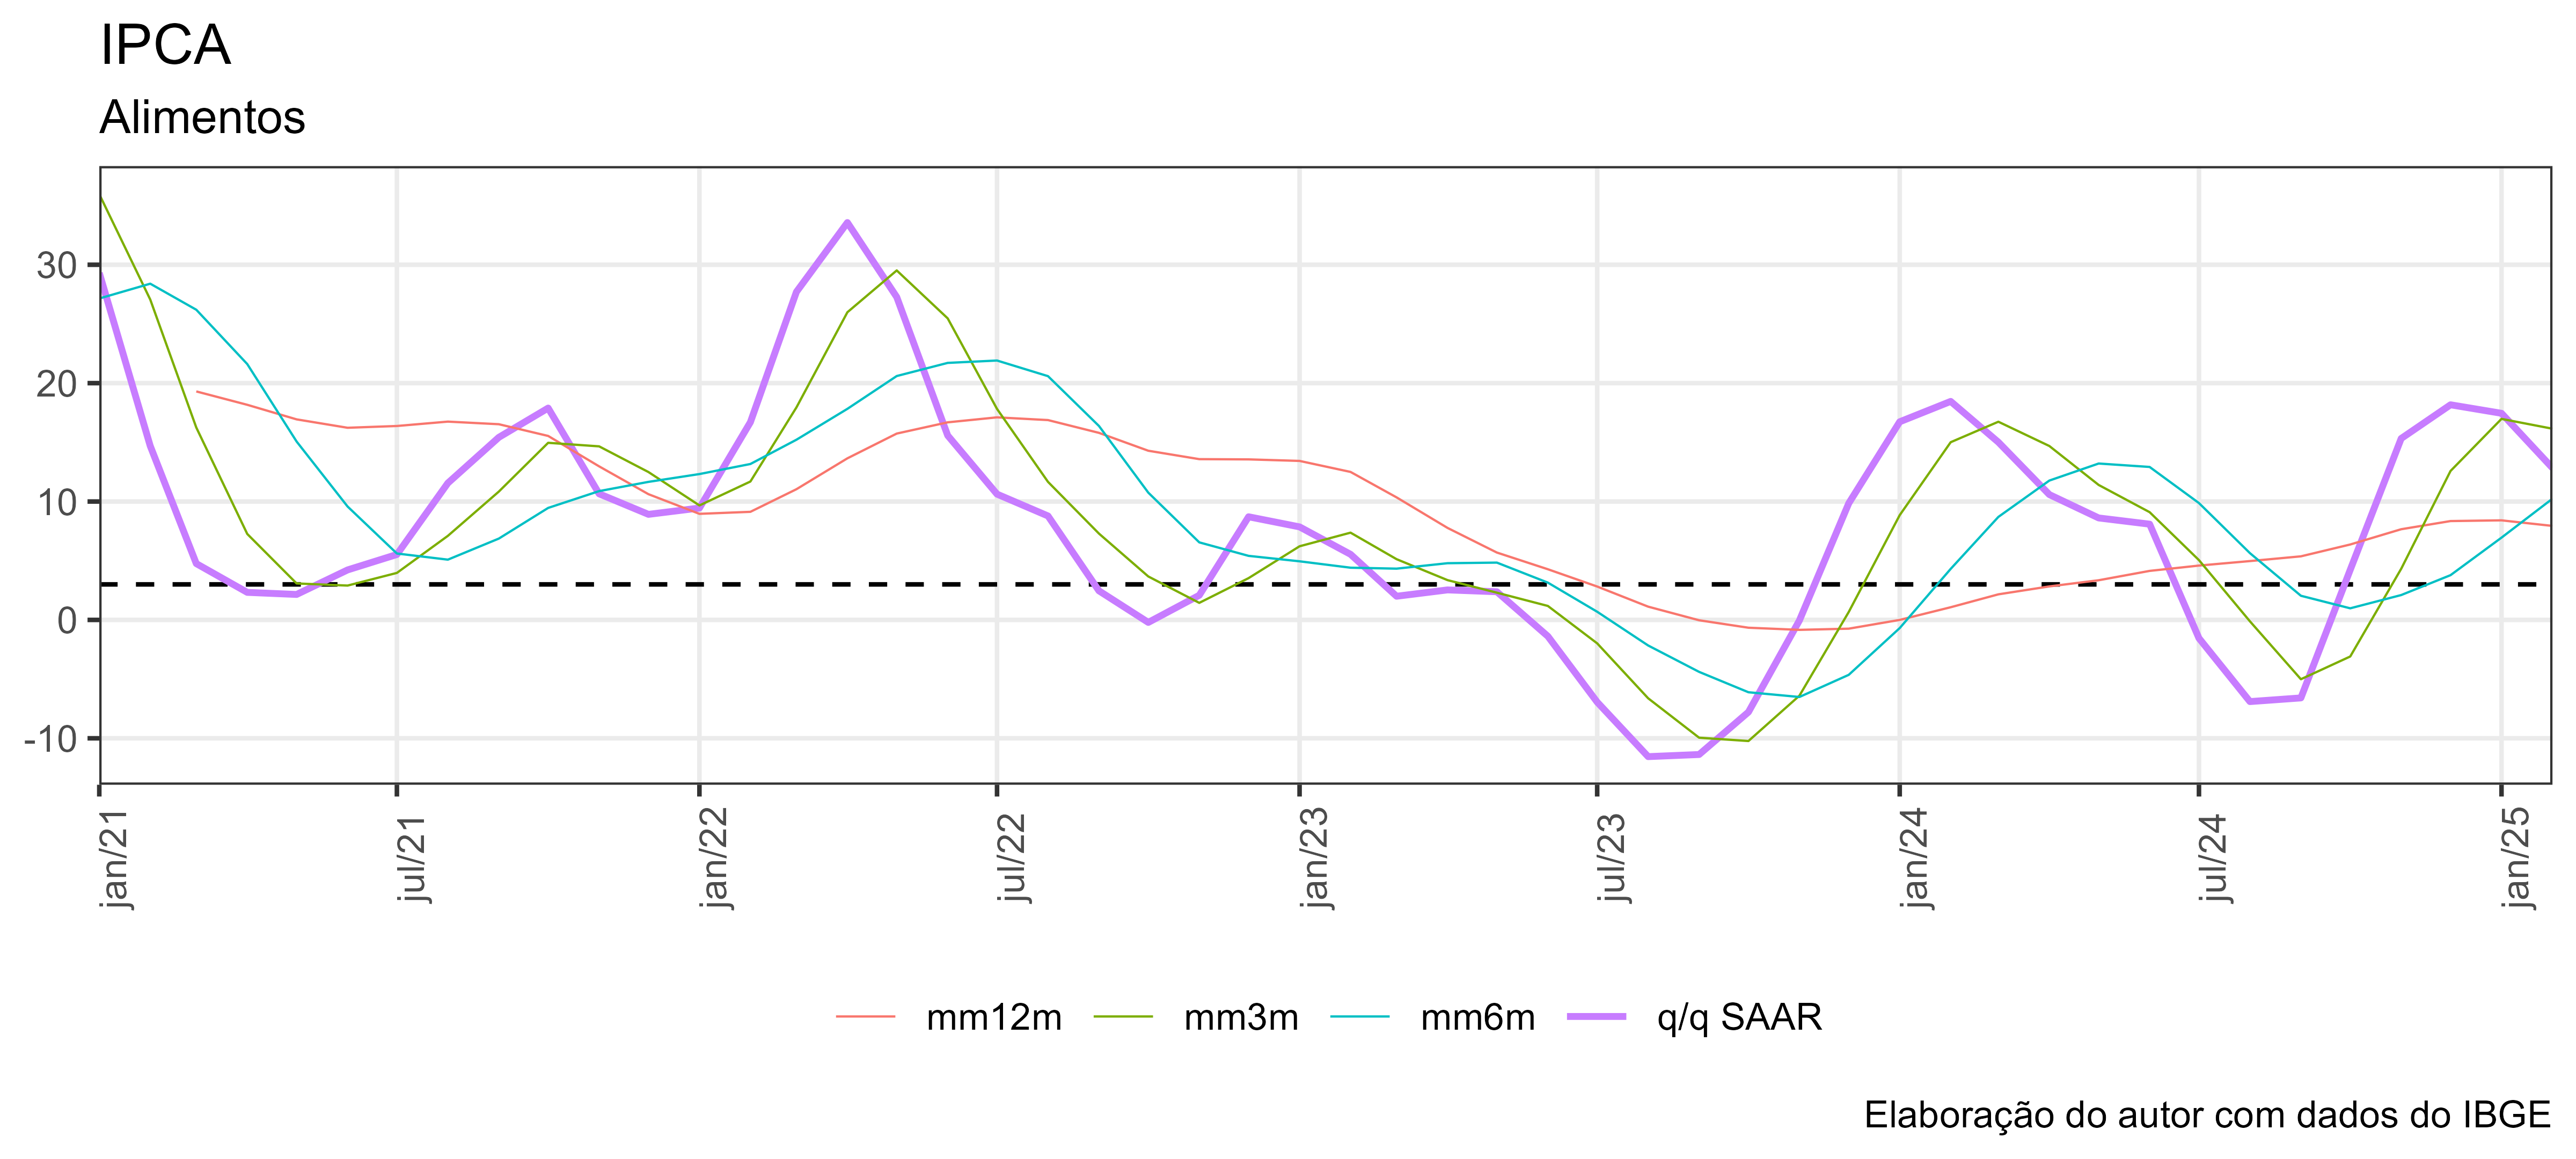 IPCA
Alimentos
30
20
10
0
-10
jan/21
jul/21
jan/22
jul/22
jan/23
jul/23
jan/24
jul/24
jan/25
mm12m mm3m mm6m q/q SAAR
Elaboração do autor com dados do IBGE